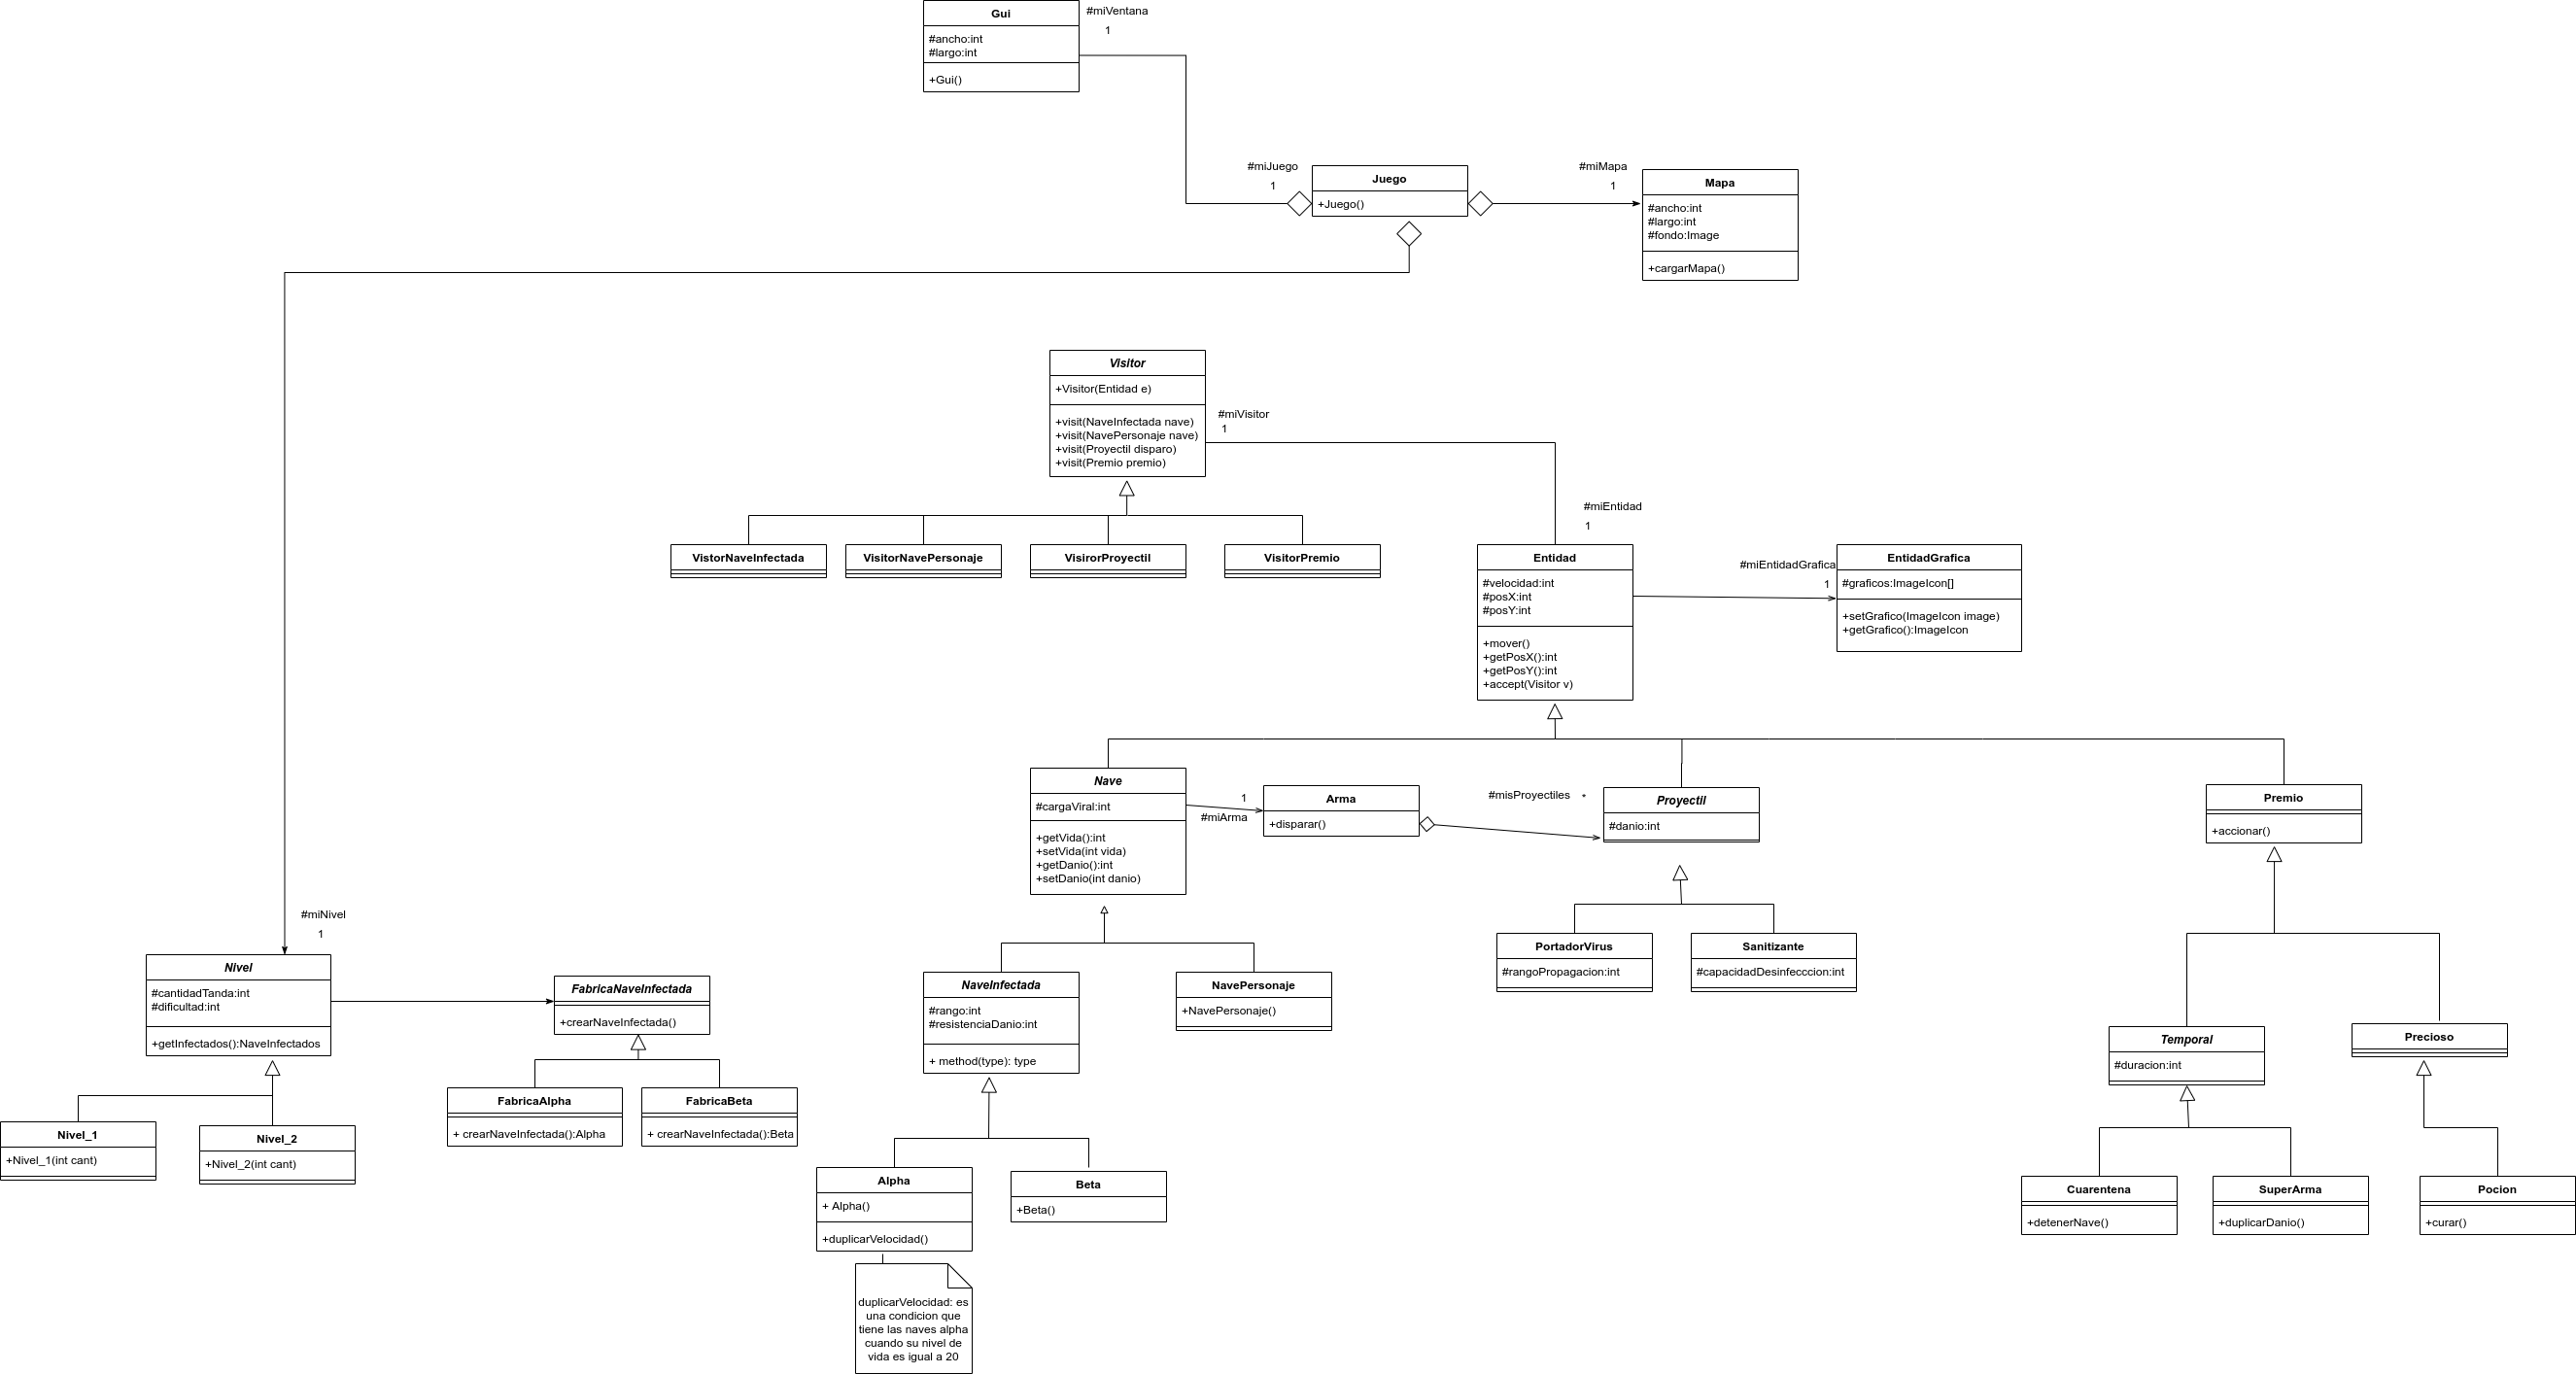 Gui
#ancho:int
#largo:int
+Gui()
#miVentana
1
#miJuego
1
Juego
+Juego()
#miMapa
1
Mapa
#ancho:int
#largo:int
#fondo:Image
+cargarMapa()
Visitor
+Visitor(Entidad e)
+visit(NaveInfectada nave)
+visit(NavePersonaje nave)
+visit(Proyectil disparo)
+visit(Premio premio)
#miVisitor
1
VistorNaveInfectada
VisitorNavePersonaje
VisirorProyectil
VisitorPremio
#miEntidad
1
Entidad
#velocidad:int
#posX:int
#posY:int
+mover()
+getPosX():int
+getPosY():int
+accept(Visitor v)
#miEntidadGrafica
1
EntidadGrafica
#graficos:ImageIcon[]
+setGrafico(ImageIcon image)
+getGrafico():ImageIcon
Nave
#cargaViral:int
+getVida():int
+setVida(int vida)
+getDanio():int
+setDanio(int danio)
1
#miArma
Arma
+disparar()
#misProyectiles *
Proyectil
#danio:int
Premio
+accionar()
#miNivel
1
Nivel
#cantidadTanda:int
#dificultad:int
+getInfectados():NaveInfectados
FabricaNaveInfectada
+crearNaveInfectada()
NaveInfectada
#rango:int
#resistenciaDanio:int
+ method(type): type
NavePersonaje
+NavePersonaje()
PortadorVirus
#rangoPropagacion:int
Sanitizante
#capacidadDesinfecccion:int
Temporal
#duracion:int
Precioso
Nivel_1
+Nivel_1(int cant)
Nivel_2
+Nivel_2(int cant)
FabricaAlpha
+ crearNaveInfectada():Alpha
FabricaBeta
+ crearNaveInfectada():Beta
Alpha
+ Alpha()
+duplicarVelocidad()
Beta
+Beta()
Cuarentena
+detenerNave()
SuperArma
+duplicarDanio()
Pocion
+curar()
duplicarVelocidad: es
una condicion que
tiene las naves alpha
cuando su nivel de
vida es igual a 20